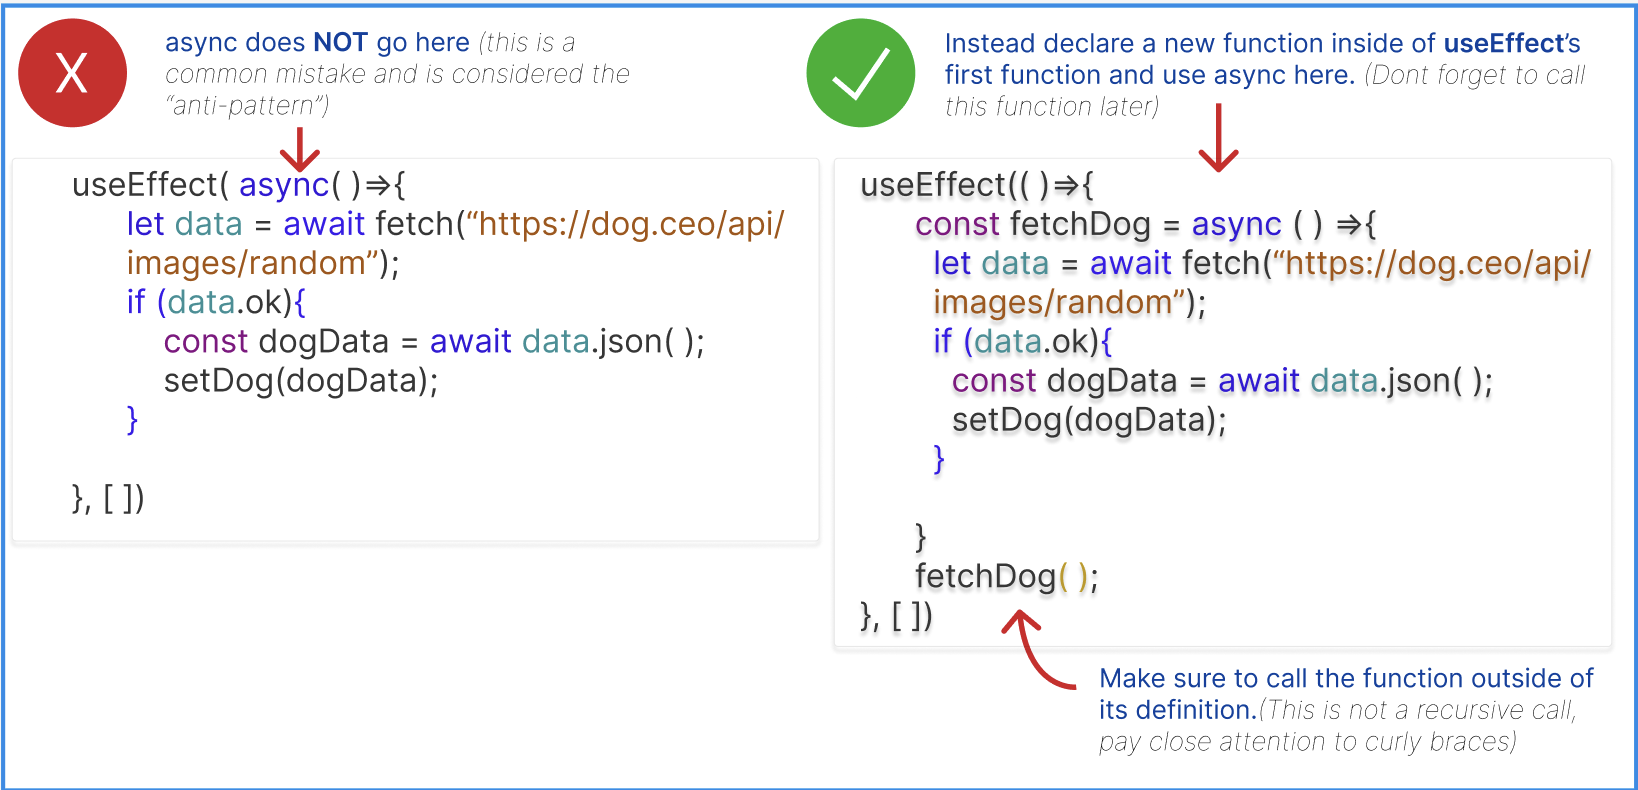 X
async does NOT go here (this is a
common mistake and is considered the
“anti-pattern”)
useEffect( async( )=>{
let data = await fetch(“https://dog.ceo/api/
images/random”);
if (data.ok){
const dogData = await data.json( );
setDog(dogData);
}
}, [ ])
Instead declare a new function inside of useEffect’s
first function and use async here. (Dont forget to call
this function later)
useEffect(( )=>{
const fetchDog = async ( ) =>{
let data = await fetch(“https://dog.ceo/api/
images/random”);
if (data.ok){
const dogData = await data.json( );
setDog(dogData);
}
}
fetchDog( );
}, [ ])
Make sure to call the function outside of
its definition.(This is not a recursive call,
pay close attention to curly braces)